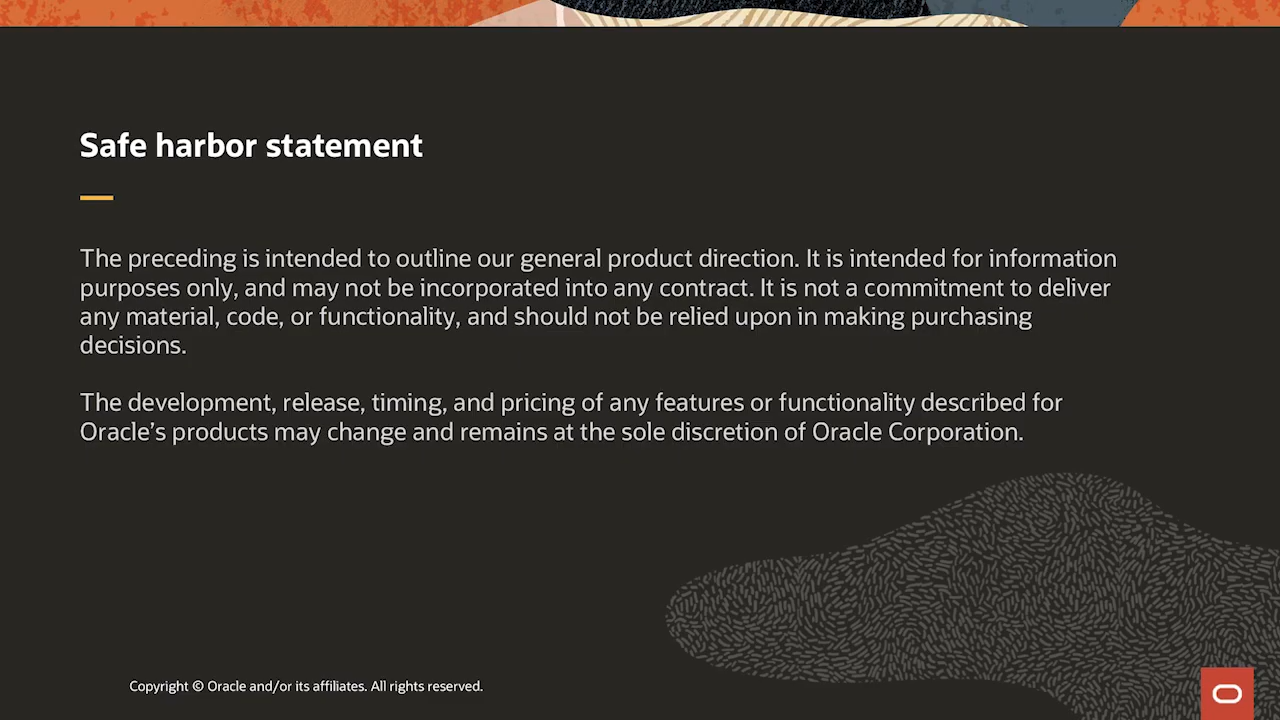 Safe harbor statement
The preceding is intended to outline our general product direction. It is intended for information
purposes only, and may not be incorporated into any contract. It is not a commitment to deliver
any material, code, or functionality, and should not be relied upon in making purchasing
decisions.
The development, release, timing, and pricing of any features or functionality described for
Oracle’s products may change and remains at the sole discretion of Oracle Corporation.
Copyright © Oracle and/or its affiliates. All rights reserved.